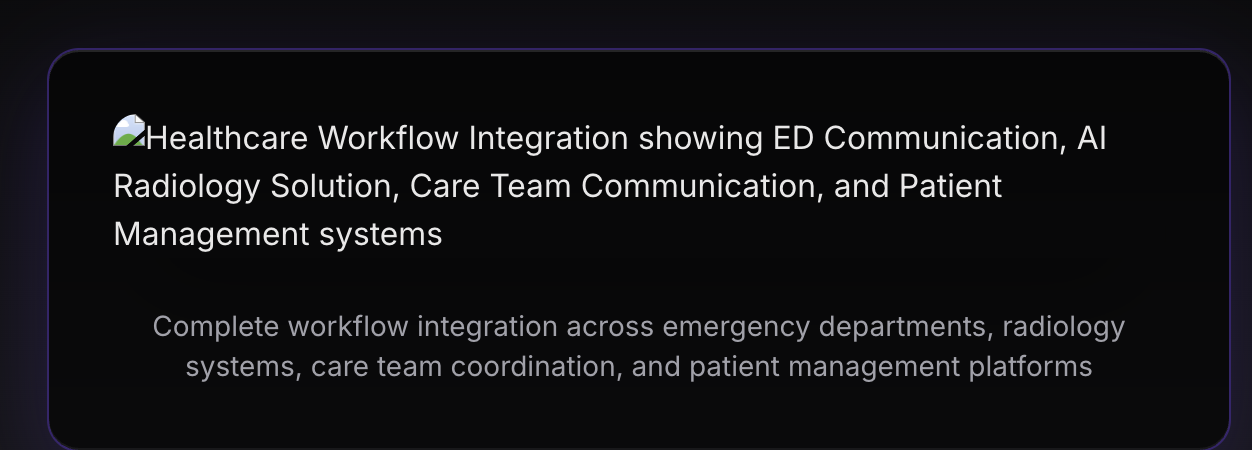 Healthcare Workflow Integration showing ED Communication, AI
Radiology Solution, Care Team Communication, and Patient
Management systems
Complete workflow integration across emergency departments, radiology
systems, care team coordination, and patient management platforms